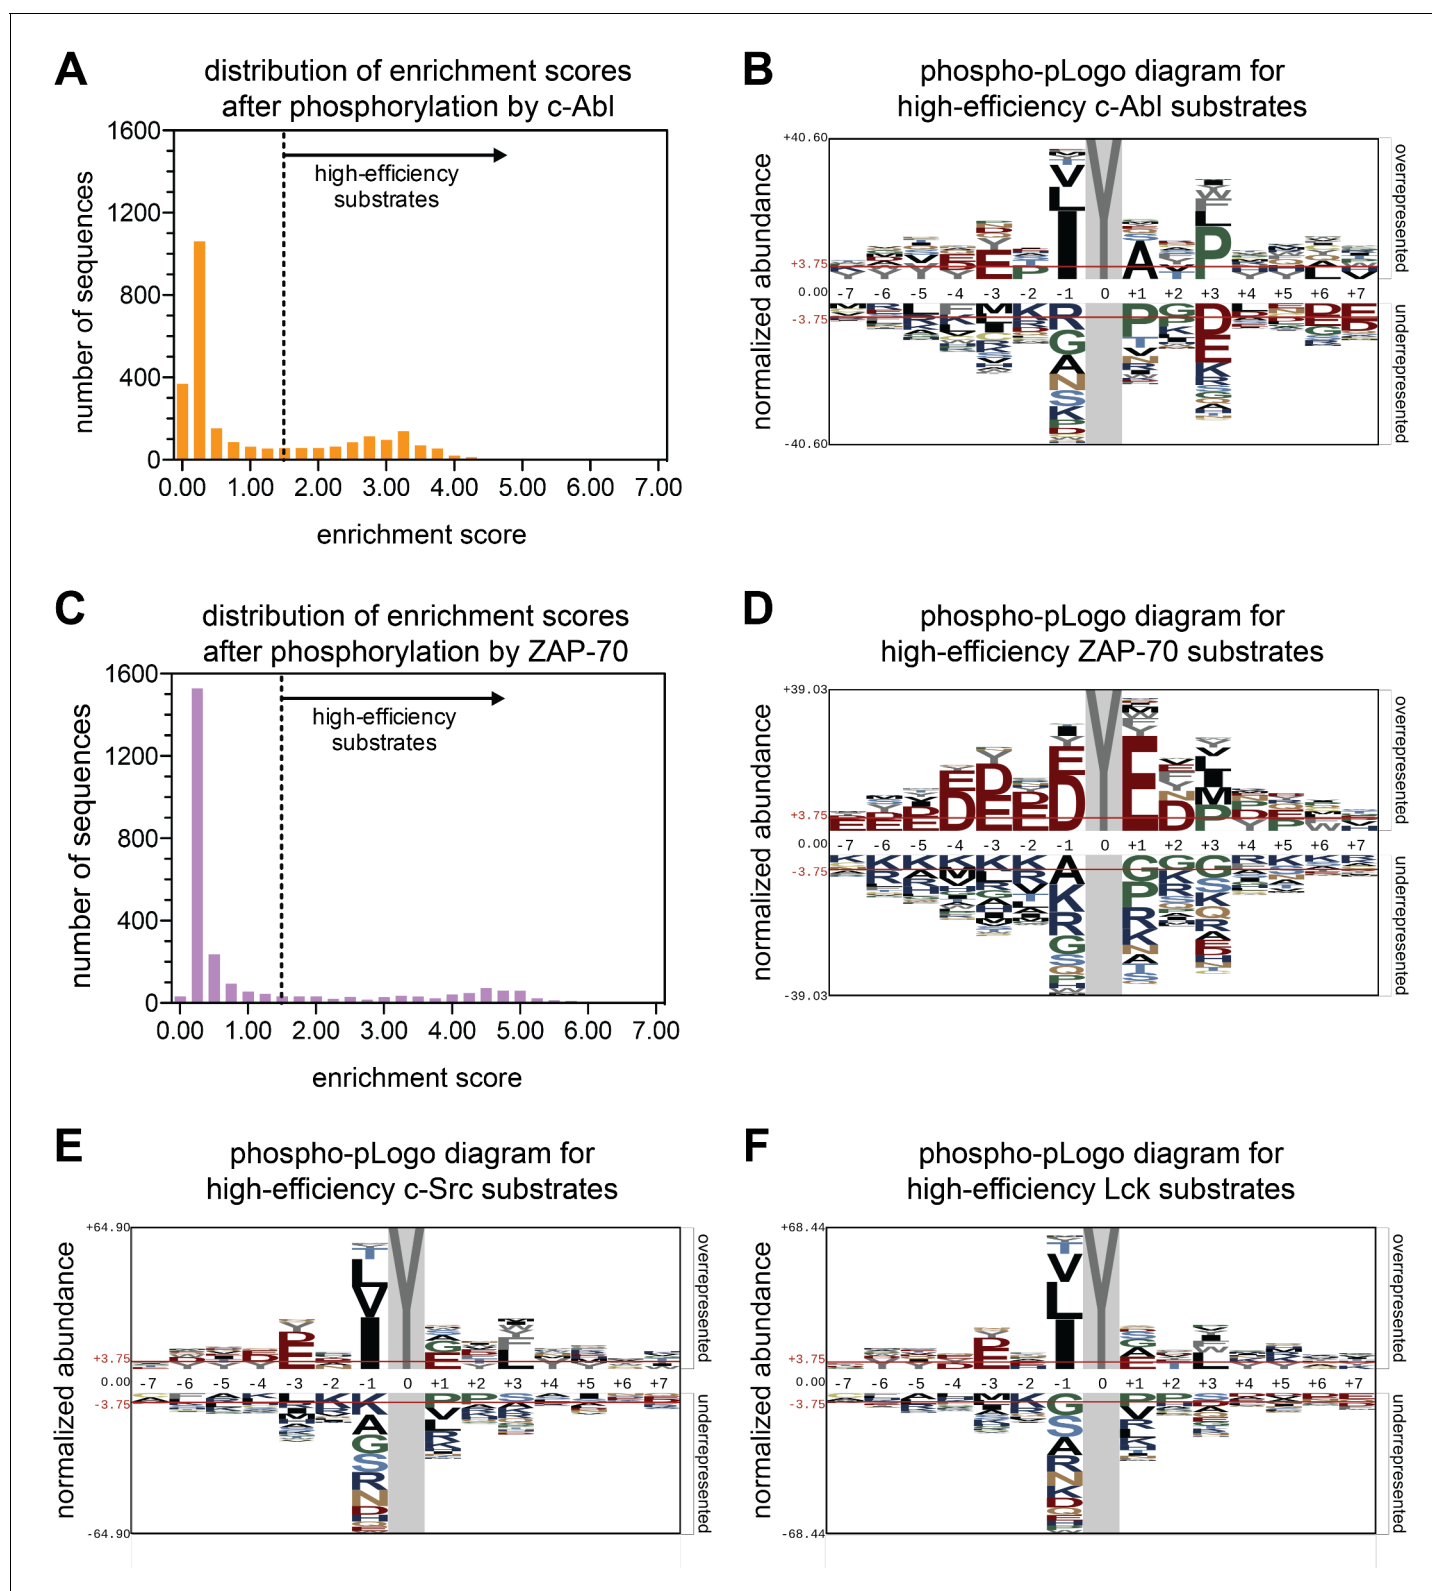 A
distribution of enrichment scores
after phosphorylation by c-Abl
1600
1200
800
400
0
number of sequences
high-efficiency
substrates
0.00 1.00 2.00 3.00 4.00 5.00 6.00 7.00
enrichment score
B
phospho-pLogo diagram for
high-efficiency c-Abl substrates
normalized abundance
+40.60
+3.75
0.00
-3.75
-40.60
-7 -6 -5 -4 -3 -2 -1 0 +1 +2 +3 +4 +5 +6 +7
Y
overrepresented
underrepresented
C
distribution of enrichment scores
after phosphorylation by ZAP-70
1600
1200
800
400
0
number of sequences
high-efficiency
substrates
0.00 1.00 2.00 3.00 4.00 5.00 6.00 7.00
enrichment score
D
phospho-pLogo diagram for
high-efficiency ZAP-70 substrates
normalized abundance
+39.03
+3.75
0.00
-3.75
-39.03
-7 -6 -5 -4 -3 -2 -1 0 +1 +2 +3 +4 +5 +6 +7
Y
overrepresented
underrepresented
E
phospho-pLogo diagram for
high-efficiency c-Src substrates
normalized abundance
+64.90
+3.75
0.00
-3.75
-64.90
-7 -6 -5 -4 -3 -2 -1 0 +1 +2 +3 +4 +5 +6 +7
Y
overrepresented
underrepresented
F
phospho-pLogo diagram for
high-efficiency Lck substrates
normalized abundance
+68.44
+3.75
0.00
-3.75
-68.44
-7 -6 -5 -4 -3 -2 -1 0 +1 +2 +3 +4 +5 +6 +7
Y
overrepresented
underrepresented